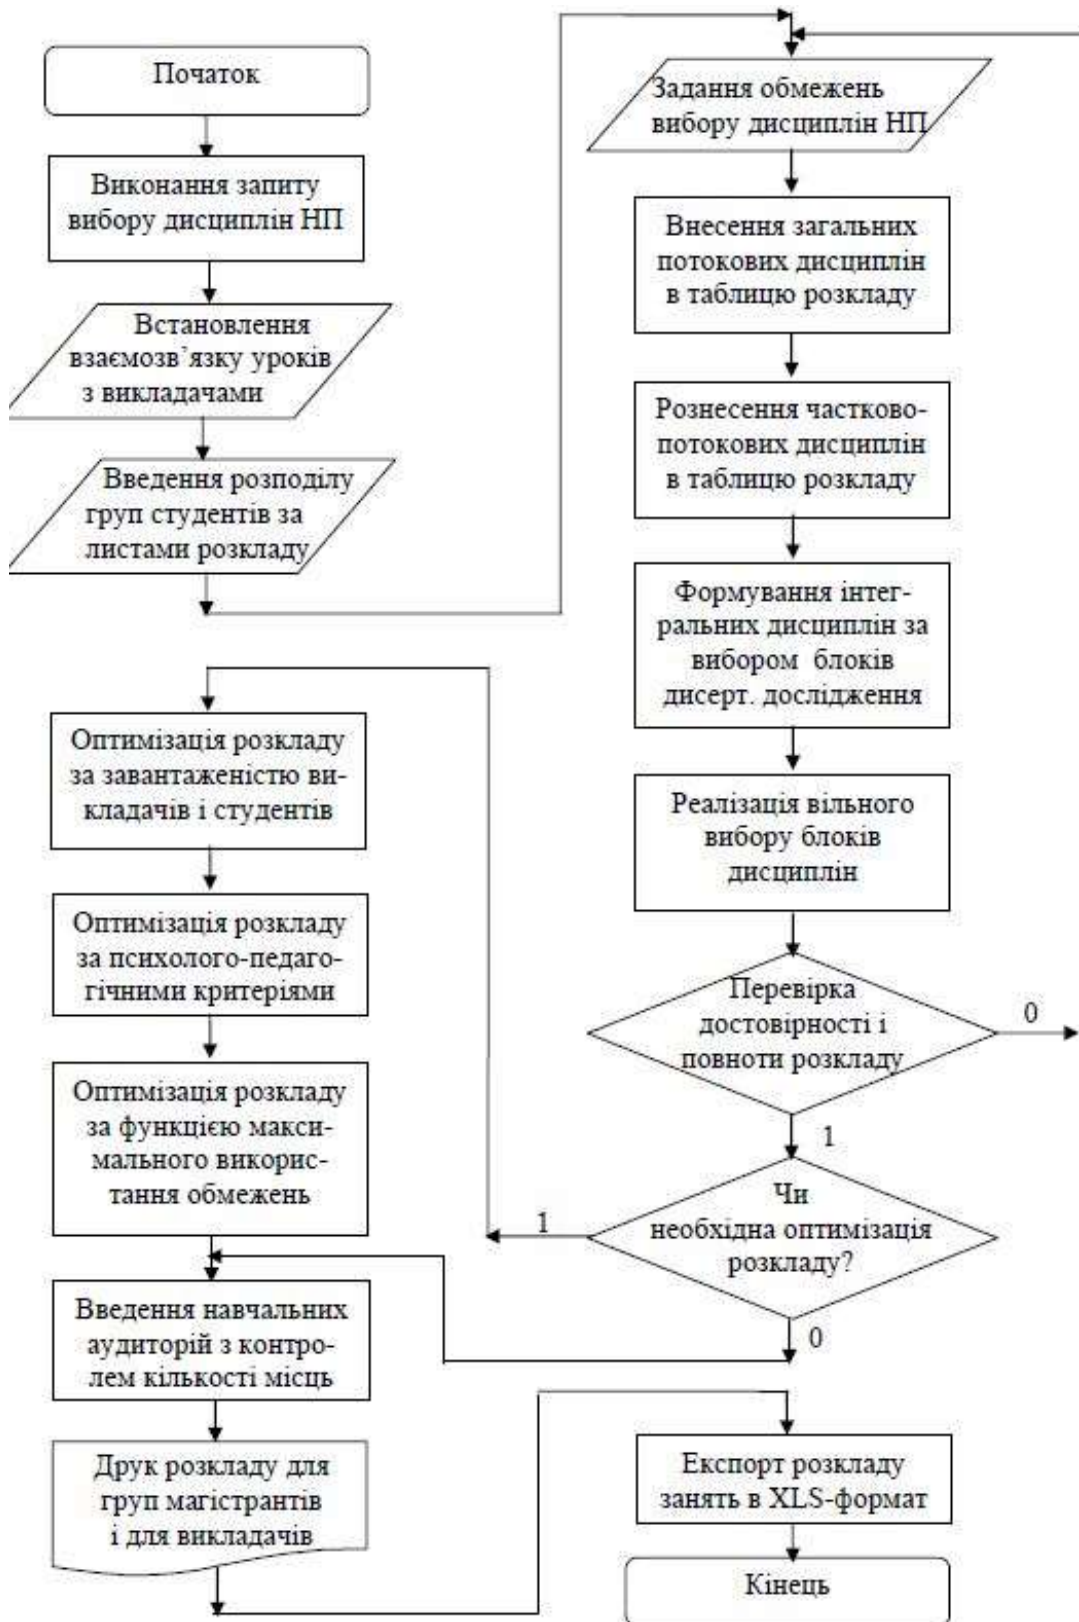 Початок
Виконання запиту
вибору дисциплін НП
Встановлення
взаємозв’язку уроків
з викладачами
Введення розподілу
груп студентів за
листами розкладу
Задання обмежень
вибору дисциплін НП
Внесення загальних
потокових дисциплін
в таблицю розкладу
Рознесення частково-
потокових дисциплін
в таблицю розкладу
Формування інтег-
ральних дисциплін за
вибором блоків
дисерт. дослідження
Реалізація вільного
вибору блоків
дисциплін
Перевірка
достовірності і
повноти розкладу
0
1
Чи
необхідна оптимізація
розкладу?
1
0
Оптимізація розкладу
за завантаженістю ви-
кладачів і студентів
Оптимізація розкладу
за психолого-педаго-
гічними критеріями
Оптимізація розкладу
за функцією макси-
мального викорис-
тання обмежень
Введення навчальних
аудиторій з контро-
лем кількості місць
Друк розкладу для
груп магістрантів
і для викладачів
Експорт розкладу
занять в XLS-формат
Кінець